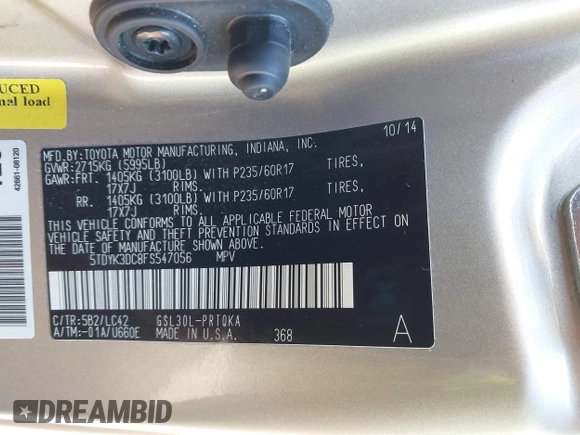 UCED
nal load
42661-08120
10/14
MFD.BY:TOYOTA MOTOR MANUFACTURING, INDIANA, INC.
GVWR:2715KG (5995LB)
GAWR:FRT. 1405KG (3100LB) WITH P235/60R17 TIRES,
17X7J RIMS.
RR. 1405KG (3100LB) WITH P235/60R17 TIRES,
17X7J RIMS.
THIS VEHICLE CONFORMS TO ALL APPLICABLE FEDERAL MOTOR
VEHICLE SAFETY AND THEFT PREVENTION STANDARDS IN EFFECT ON
THE DATE OF MANUFACTURE SHOWN ABOVE.
5TDYK3DC8FS547056 MPV
C/TR:5B2/LC42 GSL30L-PRTQKA
A/TM:-01A/U660E MADE IN U.S.A. 368 A
DREAMBID